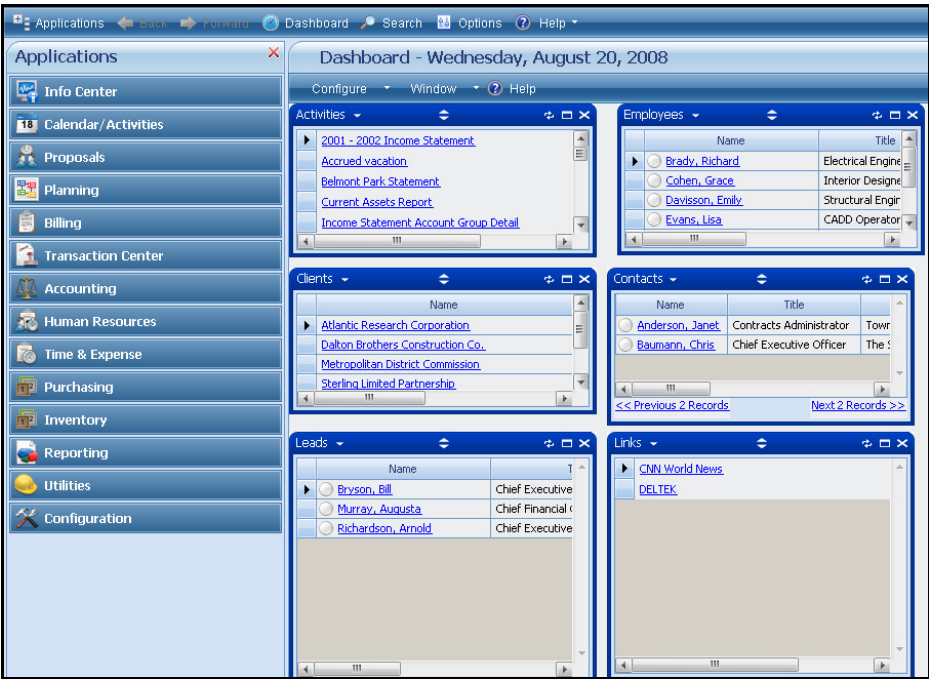 Applications Back Forward Dashboard Search Options Help
Applications
Info Center
18 Calendar/Activities
Proposals
Planning
Billing
Transaction Center
Accounting
Human Resources
Time & Expense
Purchasing
Inventory
Reporting
Utilities
Configuration
Dashboard - Wednesday, August 20, 2008
Configure Window Help
Activities
2001 - 2002 Income Statement
Accrued vacation
Belmont Park Statement
Current Assets Report
Income Statement Account Group Detail
Employees
Name Title
Brady, Richard Electrical Engine
Cohen, Grace Interior Designe
Davisson, Emily Structural Engir
Evans, Lisa CADD Operator
Clients
Name
Atlantic Research Corporation
Dalton Brothers Construction Co.
Metropolitan District Commission
Sterling Limited Partnership
Contacts
Name Title
Anderson, Janet Contracts Administrator Towr
Baumann, Chris Chief Executive Officer The
<< Previous 2 Records Next 2 Records >>
Leads
Name T
Bryson, Bill Chief Executive
Murray, Augusta Chief Financial
Richardson, Arnold Chief Executive
Links
CNN World News
DELTEK